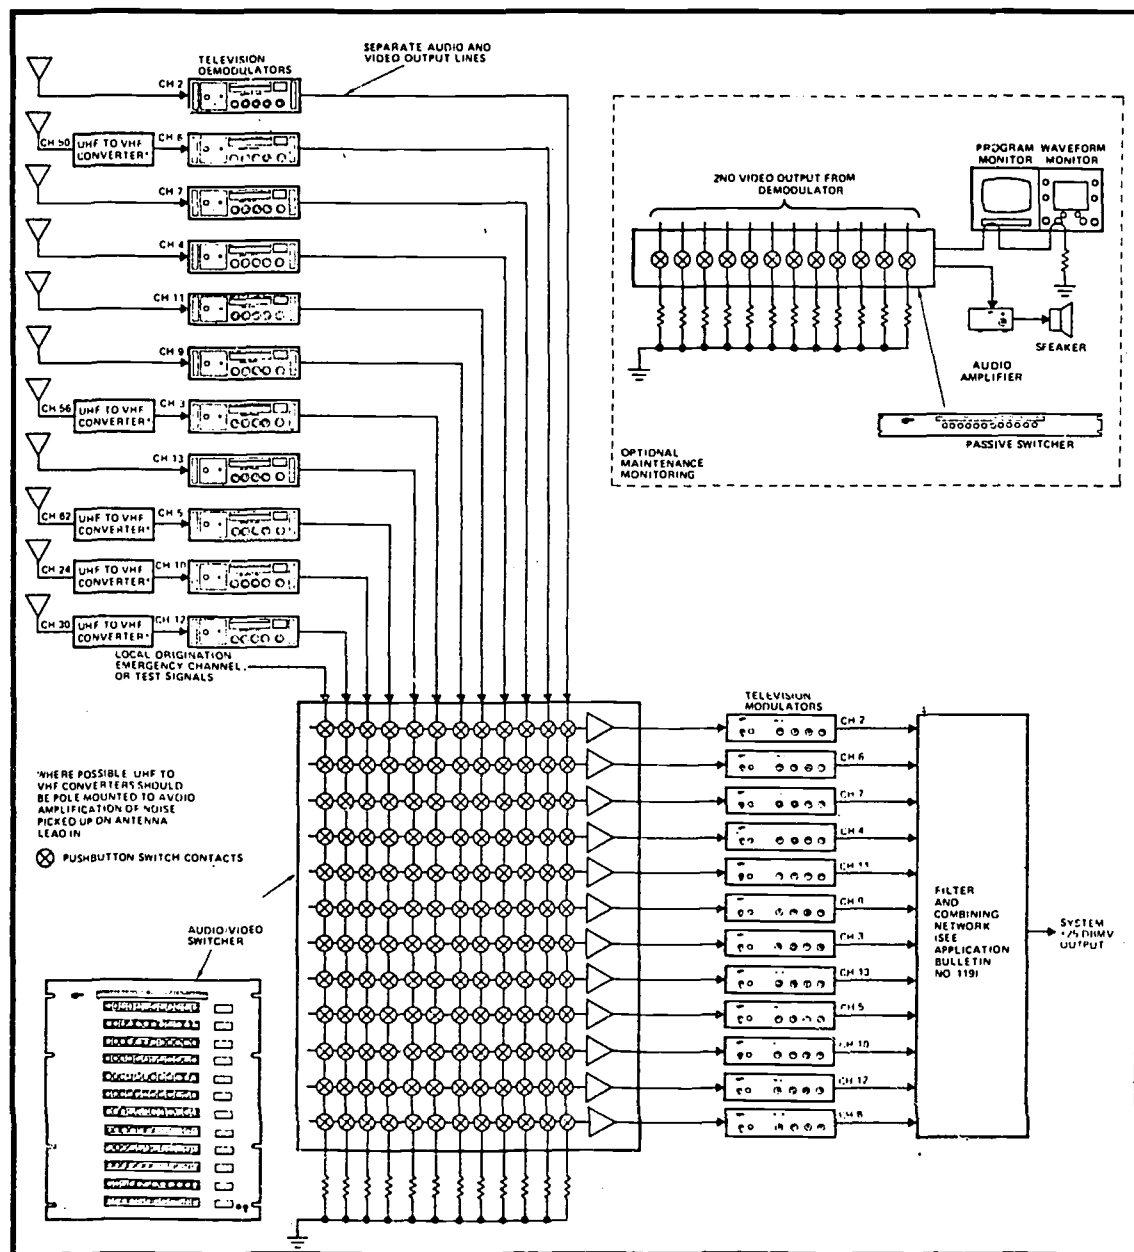 SEPARATE AUDIO AND
VIDEO OUTPUT LINES
TELEVISION
DEMODULATORS
CH 2
CH 50
UHF TO VHF
CONVERTER*
CH 6
CH 7
CH 4
CH 11
CH 9
CH 56
UHF TO VHF
CONVERTER*
CH 3
CH 13
CH 62
UHF TO VHF
CONVERTER*
CH 5
CH 24
UHF TO VHF
CONVERTER*
CH 10
CH 30
UHF TO VHF
CONVERTER*
CH 12
LOCAL ORIGINATION
EMERGENCY CHANNEL
OR TEST SIGNALS
PROGRAM
MONITOR
WAVEFORM
MONITOR
2ND VIDEO OUTPUT FROM
DEMODULATOR
SPEAKER
AUDIO
AMPLIFIER
PASSIVE SWITCHER
OPTIONAL
MAINTENANCE
MONITORING
*WHERE POSSIBLE UHF TO
VHF CONVERTERS SHOULD
BE POLE MOUNTED TO AVOID
AMPLIFICATION OF NOISE
PICKED UP ON ANTENNA
LEAD IN
PUSHBUTTON SWITCH CONTACTS
AUDIO/VIDEO
SWITCHER
TELEVISION
MODULATORS
CH 2
CH 6
CH 7
CH 4
CH 11
CH 9
CH 3
CH 13
CH 5
CH 10
CH 12
CH 8
FILTER
AND
COMBINING
NETWORK
(SEE
APPLICATION
BULLETIN
NO 119)
SYSTEM
+25 DBMV
OUTPUT